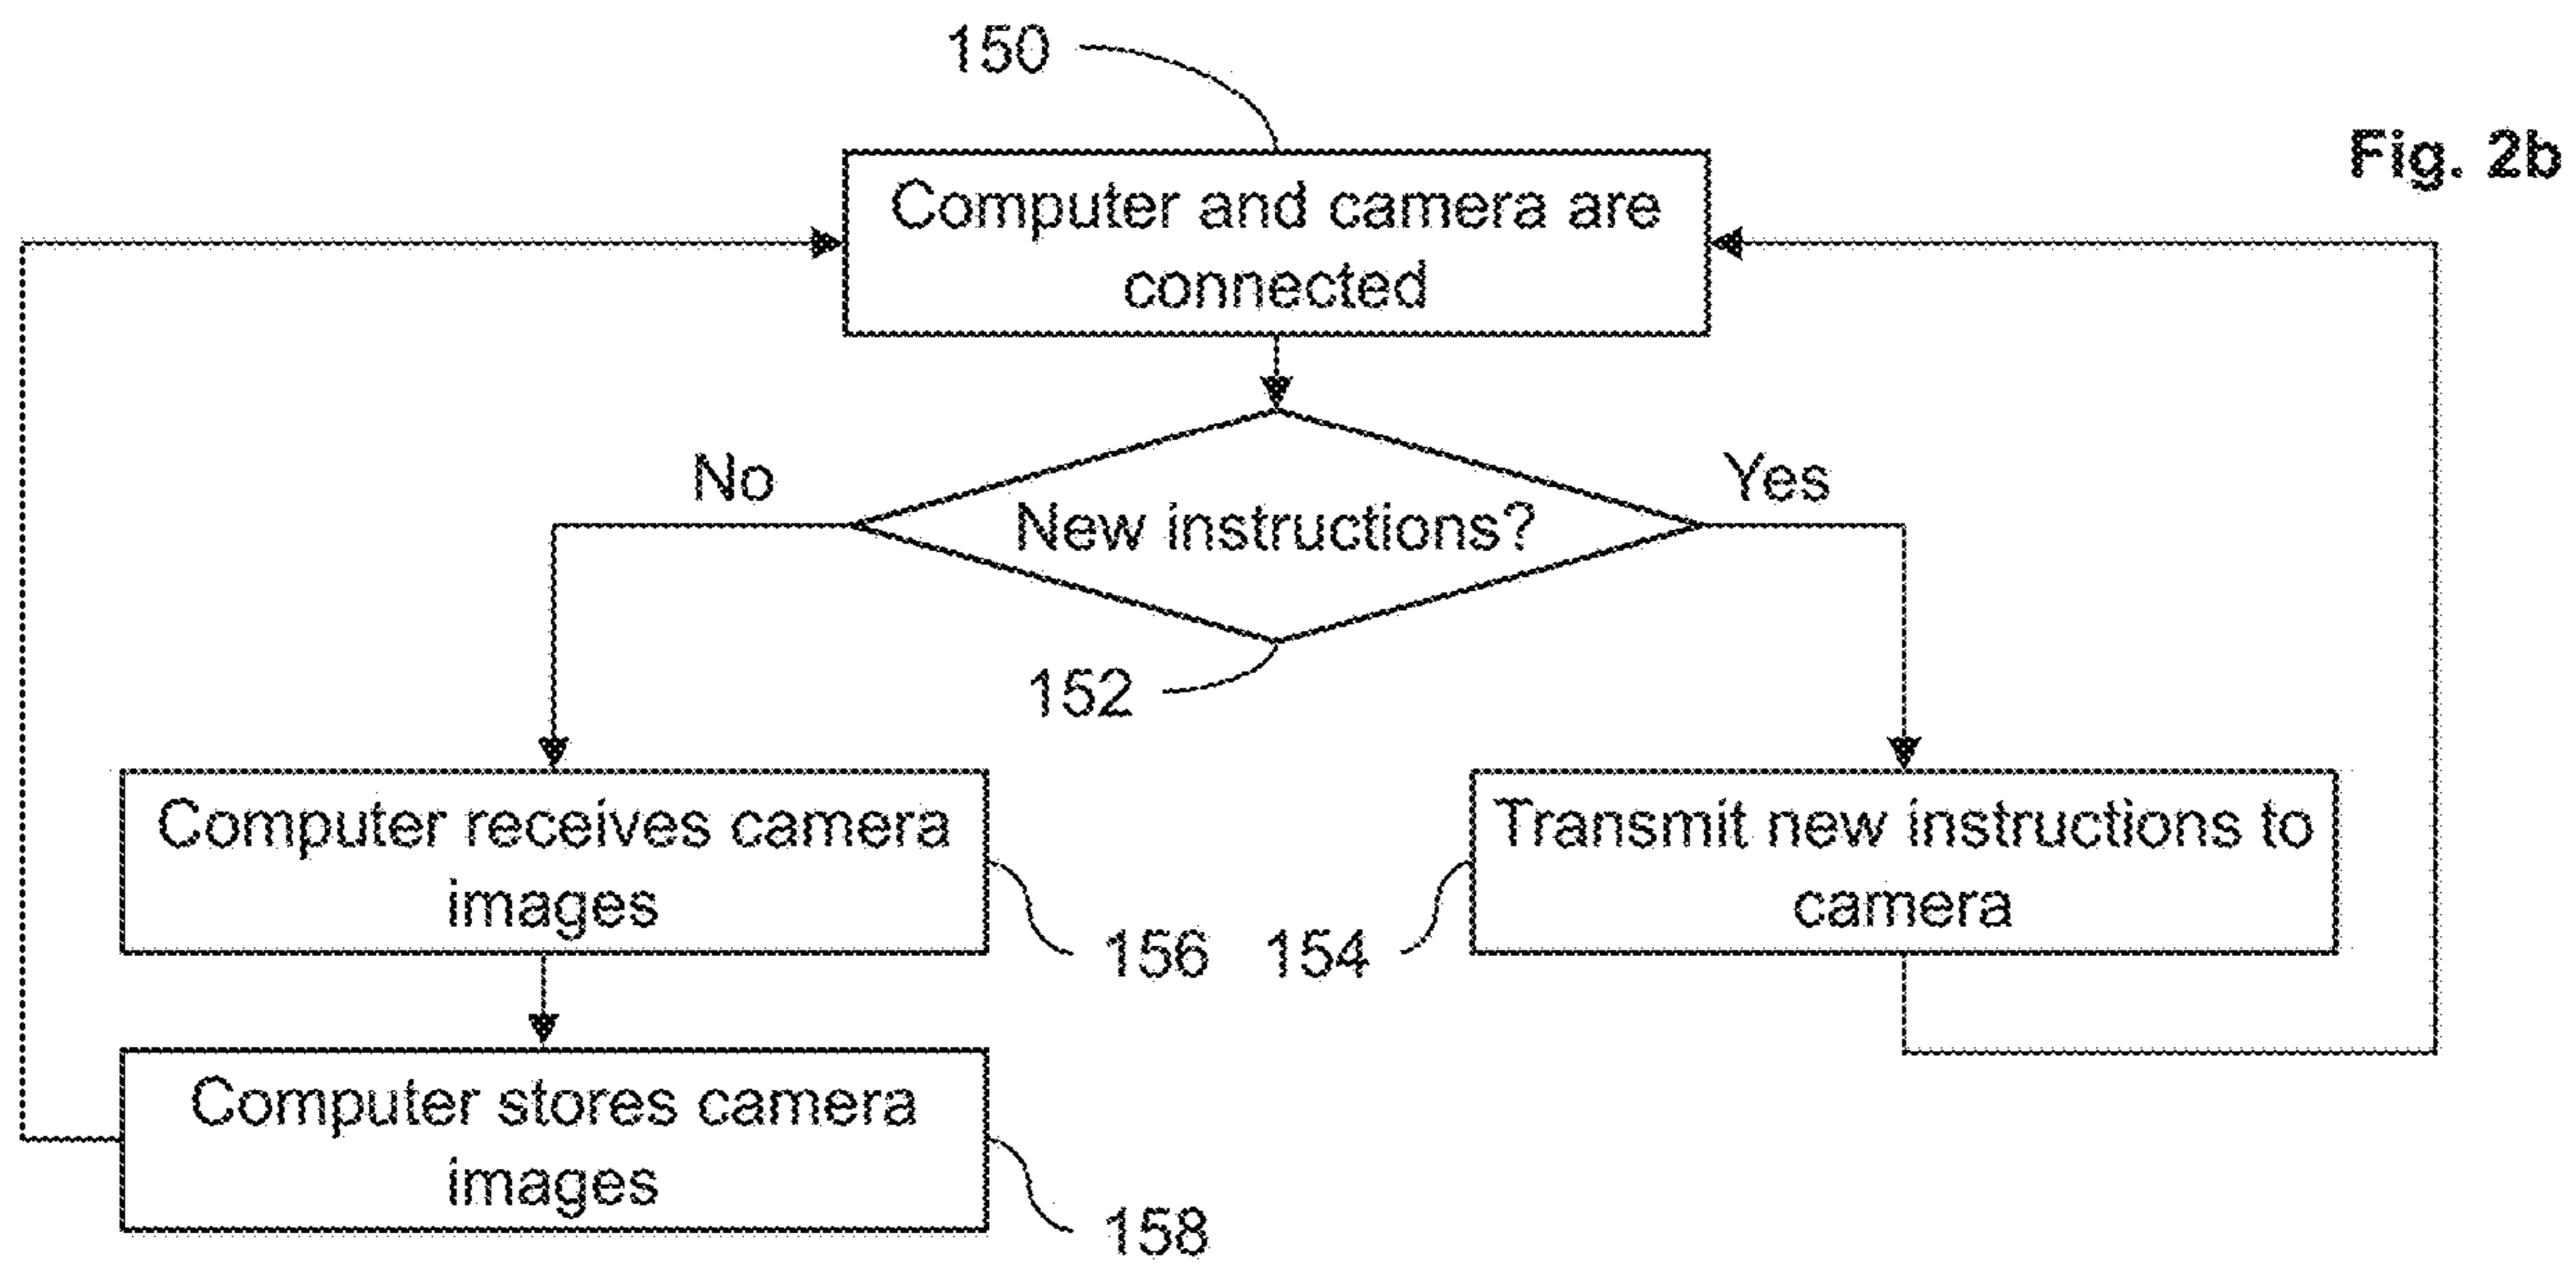 150
Fig. 2b
Computer and camera are
connected
No
Yes
New instructions?
152
Computer receives camera
images
Transmit new instructions to
camera
156
154
Computer stores camera
images
158